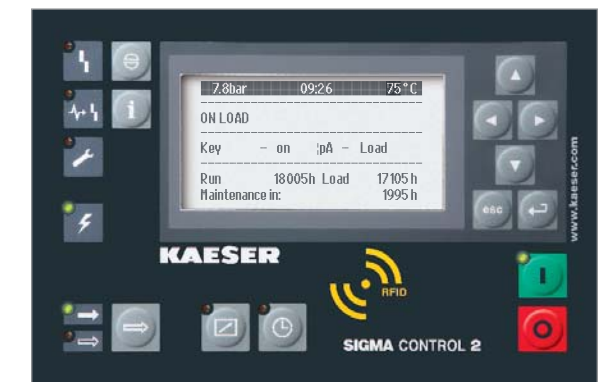 7.8bar 09:26 75°C
ON LOAD
Key - on ¦pA - Load
Run 18005h Load 17105h
Maintenance in: 1995h
esc
www.kaeser.com
KAESER
RFID
I
O
SIGMA CONTROL 2